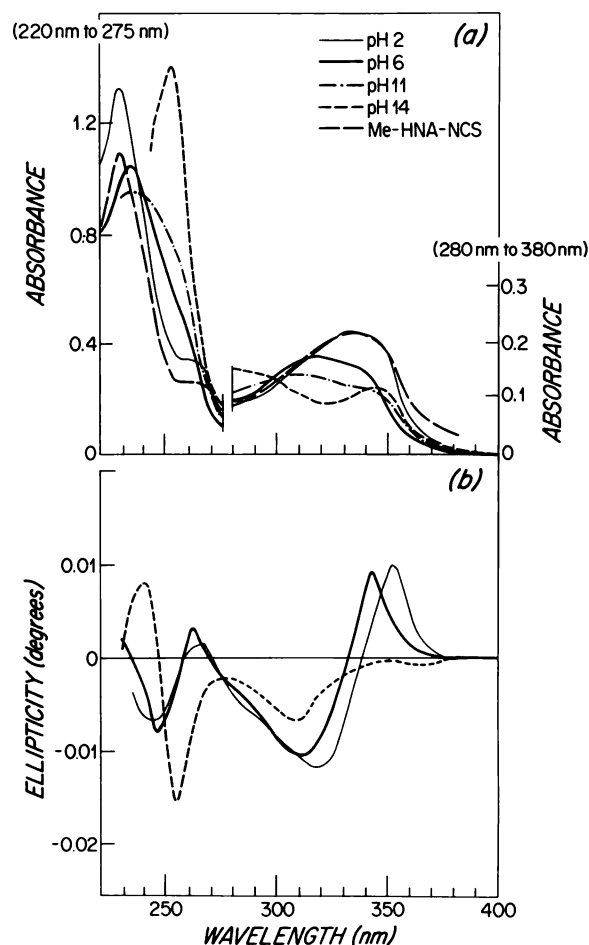 (220 nm to 275 nm)
(a)
pH 2
pH 6
pH 11
pH 14
Me-HNA-NCS
ABSORBANCE
1.2
0.8
0.4
0
(280 nm to 380 nm)
0.3
0.2
0.1
0
ABSORBANCE
(b)
ELLIPTICITY (degrees)
0.01
0
-0.01
-0.02
250
300
350
400
WAVELENGTH (nm)